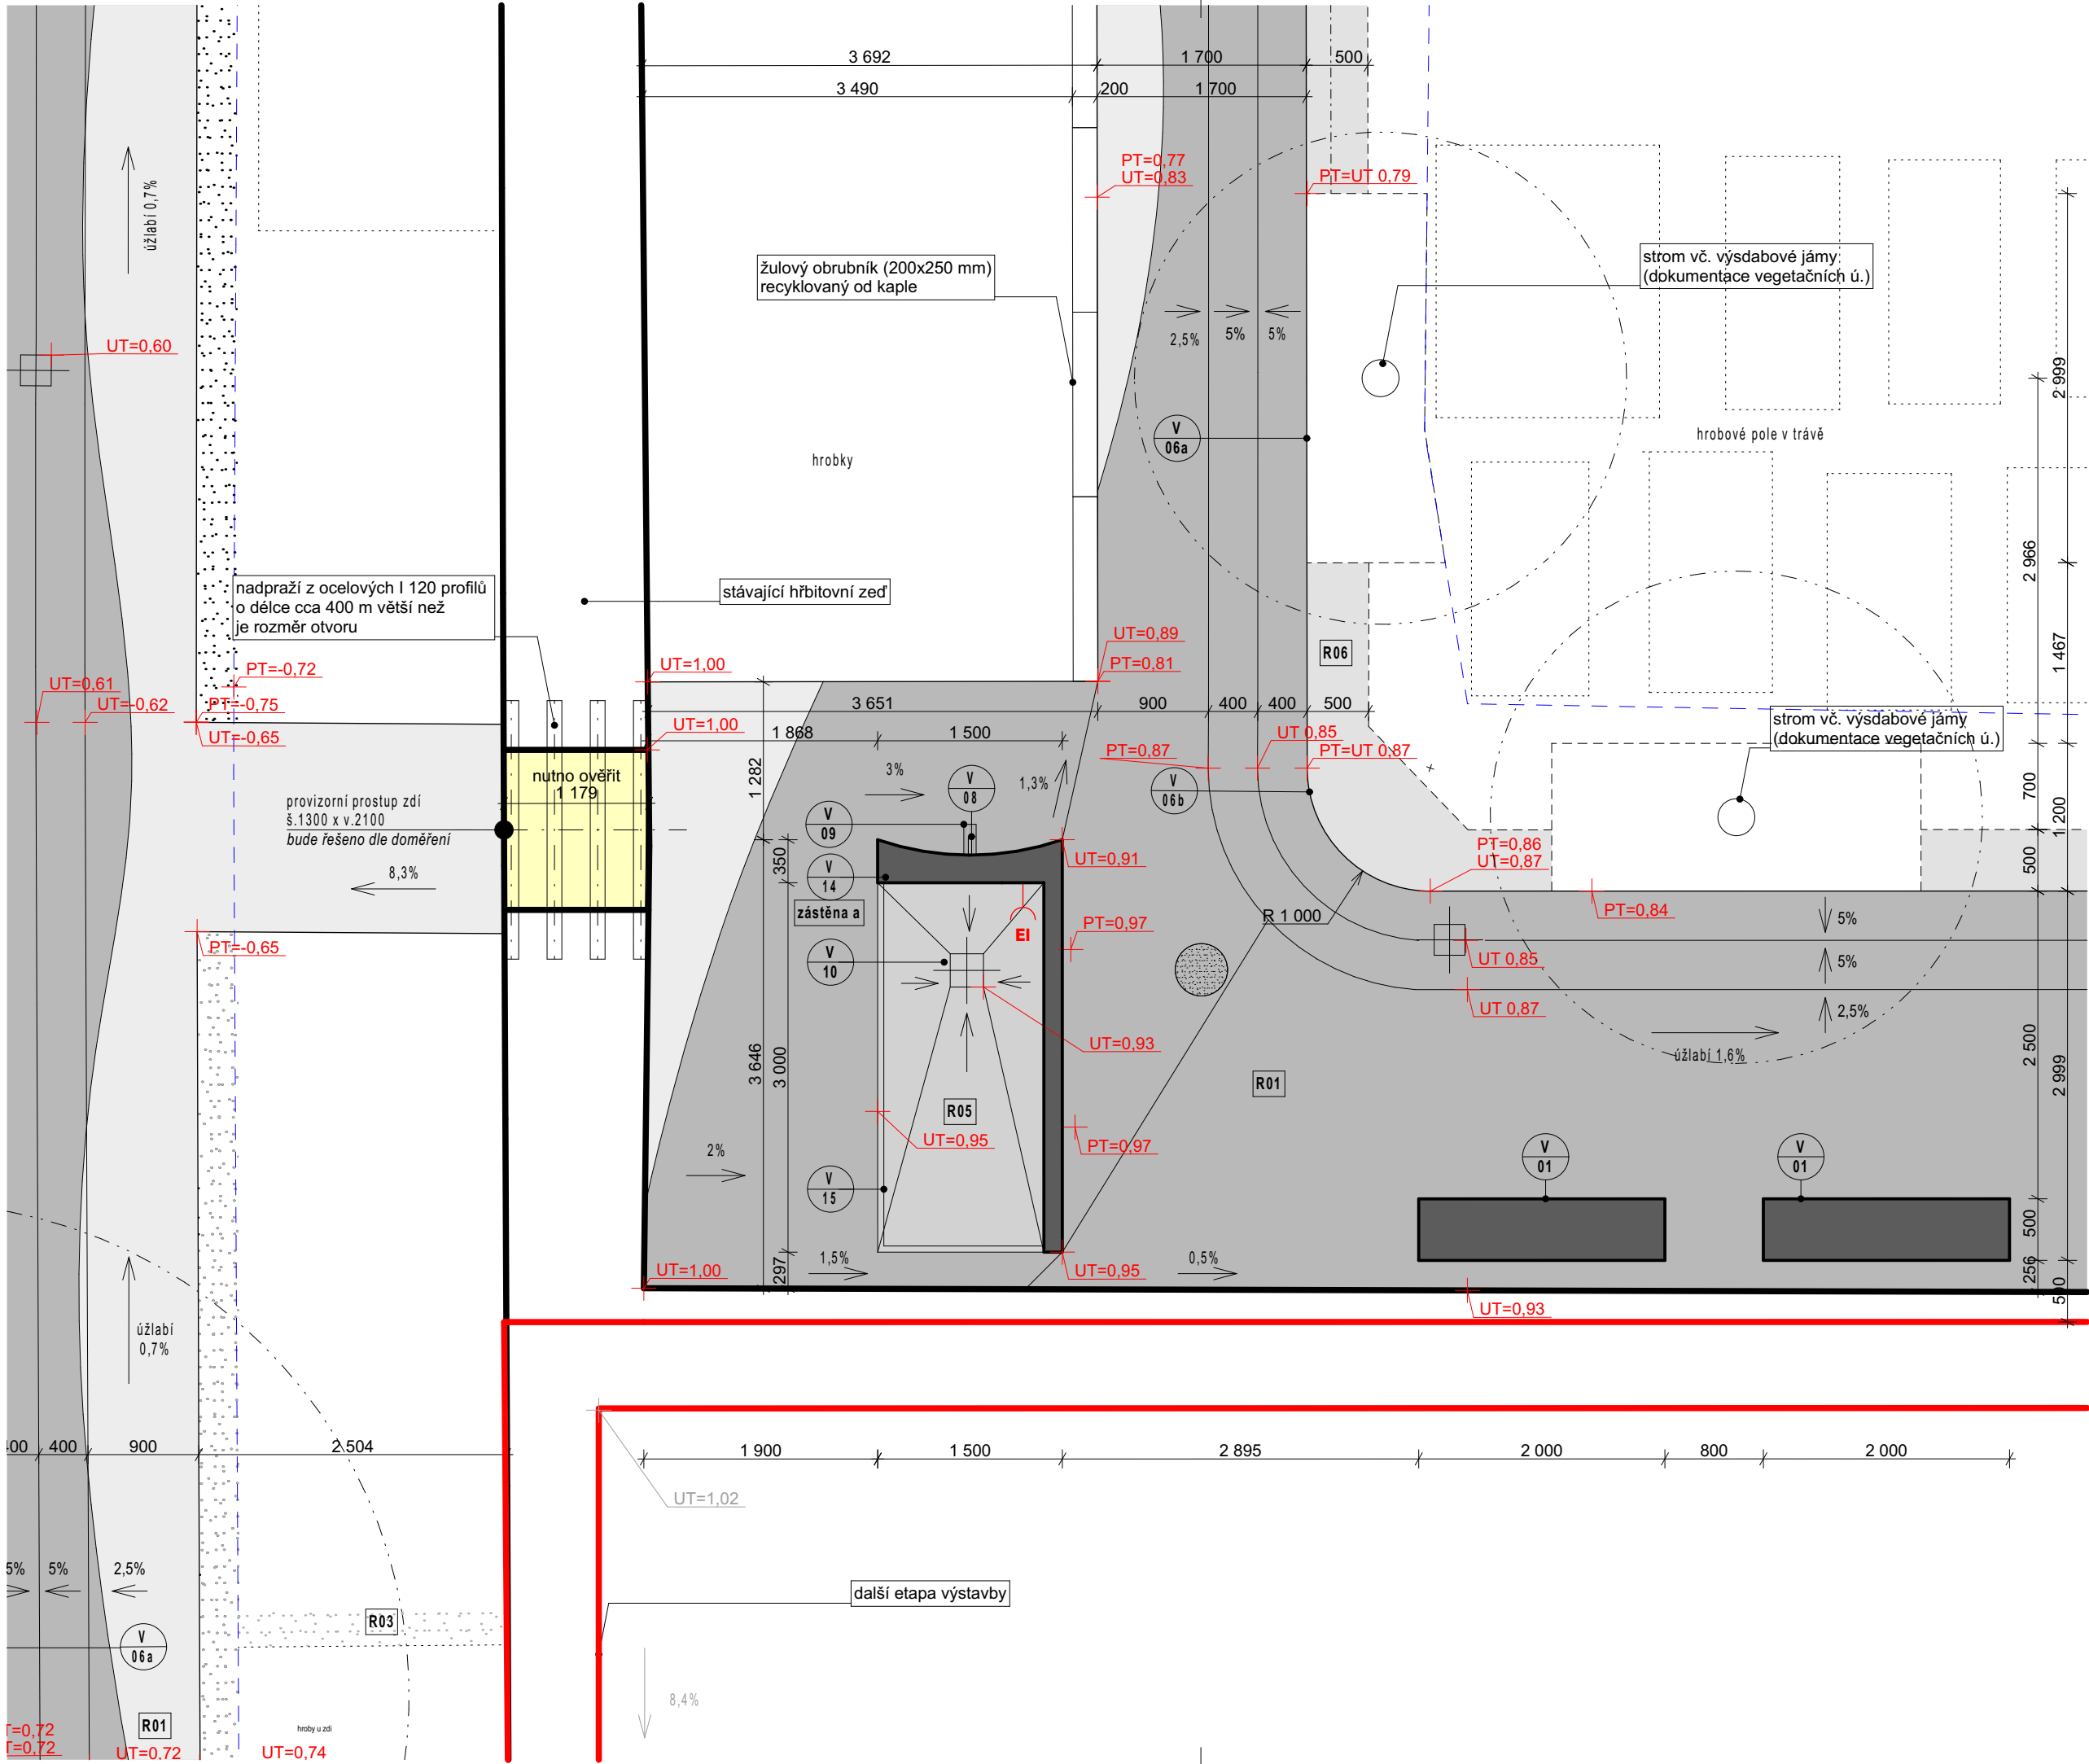 3 692
1 700
500
3 490
200
1 700
úžlabí 0,7%
PT=0,77
UT=0,83
PT=UT 0,79
žulový obrubník (200x250 mm)
recyklovaný od kaple
strom vč. výsdabové jámy
(dokumentace vegetačních ú.)
UT=0,60
2,5%
5%
5%
2 999
V
06a
hrobové pole v trávě
hrobky
2 966
nadpraží z ocelových I 120 profilů
o délce cca 400 m větší než
je rozměr otvoru
stávající hřbitovní zeď
UT=0,89
PT=0,81
R06
1 467
UT=1,00
PT=-0,72
UT=0,61
UT=-0,62
PT=-0,75
UT=-0,65
3 651
900
400
400
500
UT=1,00
1 868
1 500
UT 0,85
PT=0,87
PT=UT 0,87
strom vč. výsdabové jámy
(dokumentace vegetačních ú.)
nutno ověřit
1 179
1 282
3%
V
08
1,3%
V
06b
700
1 200
provizorní prostup zdí
š.1300 x v.2100
bude řešeno dle doměření
8,3%
V
09
350
V
14
zástěna a
UT=0,91
PT=0,86
UT=0,87
500
R 1 000
PT=0,84
EI
PT=0,97
5%
PT=-0,65
V
10
UT 0,85
5%
UT 0,87
2,5%
UT=0,93
úžlabí 1,6%
3 646
3 000
2 500
2 999
R01
R05
UT=0,95
PT=0,97
2%
V
01
V
01
V
15
1,5%
297
UT=1,00
UT=0,95
0,5%
500
256
500
UT=0,93
úžlabí
0,7%
400
900
2 504
1 900
1 500
2 895
2 000
800
2 000
UT=1,02
5%
5%
2,5%
další etapa výstavby
R03
V
06a
8,4%
R01
hroby u zdi
T=0,72
T=0,72
UT=0,72
UT=0,74